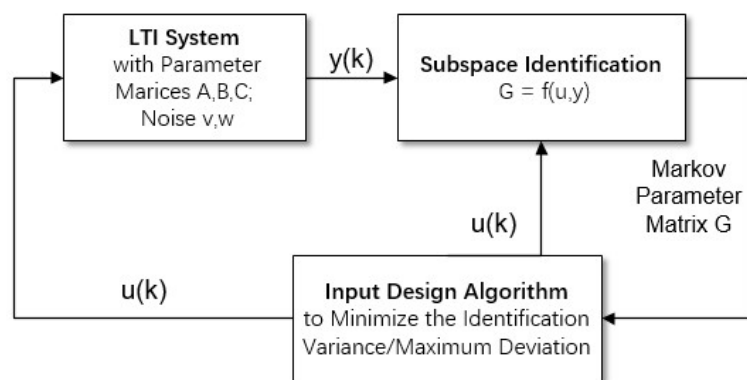 LTI System
with Parameter
Marices A,B,C;
Noise v,w
y(k)
Subspace Identification
G = f(u,y)
Markov
Parameter
Matrix G
u(k)
u(k)
Input Design Algorithm
to Minimize the Identification
Variance/Maximum Deviation